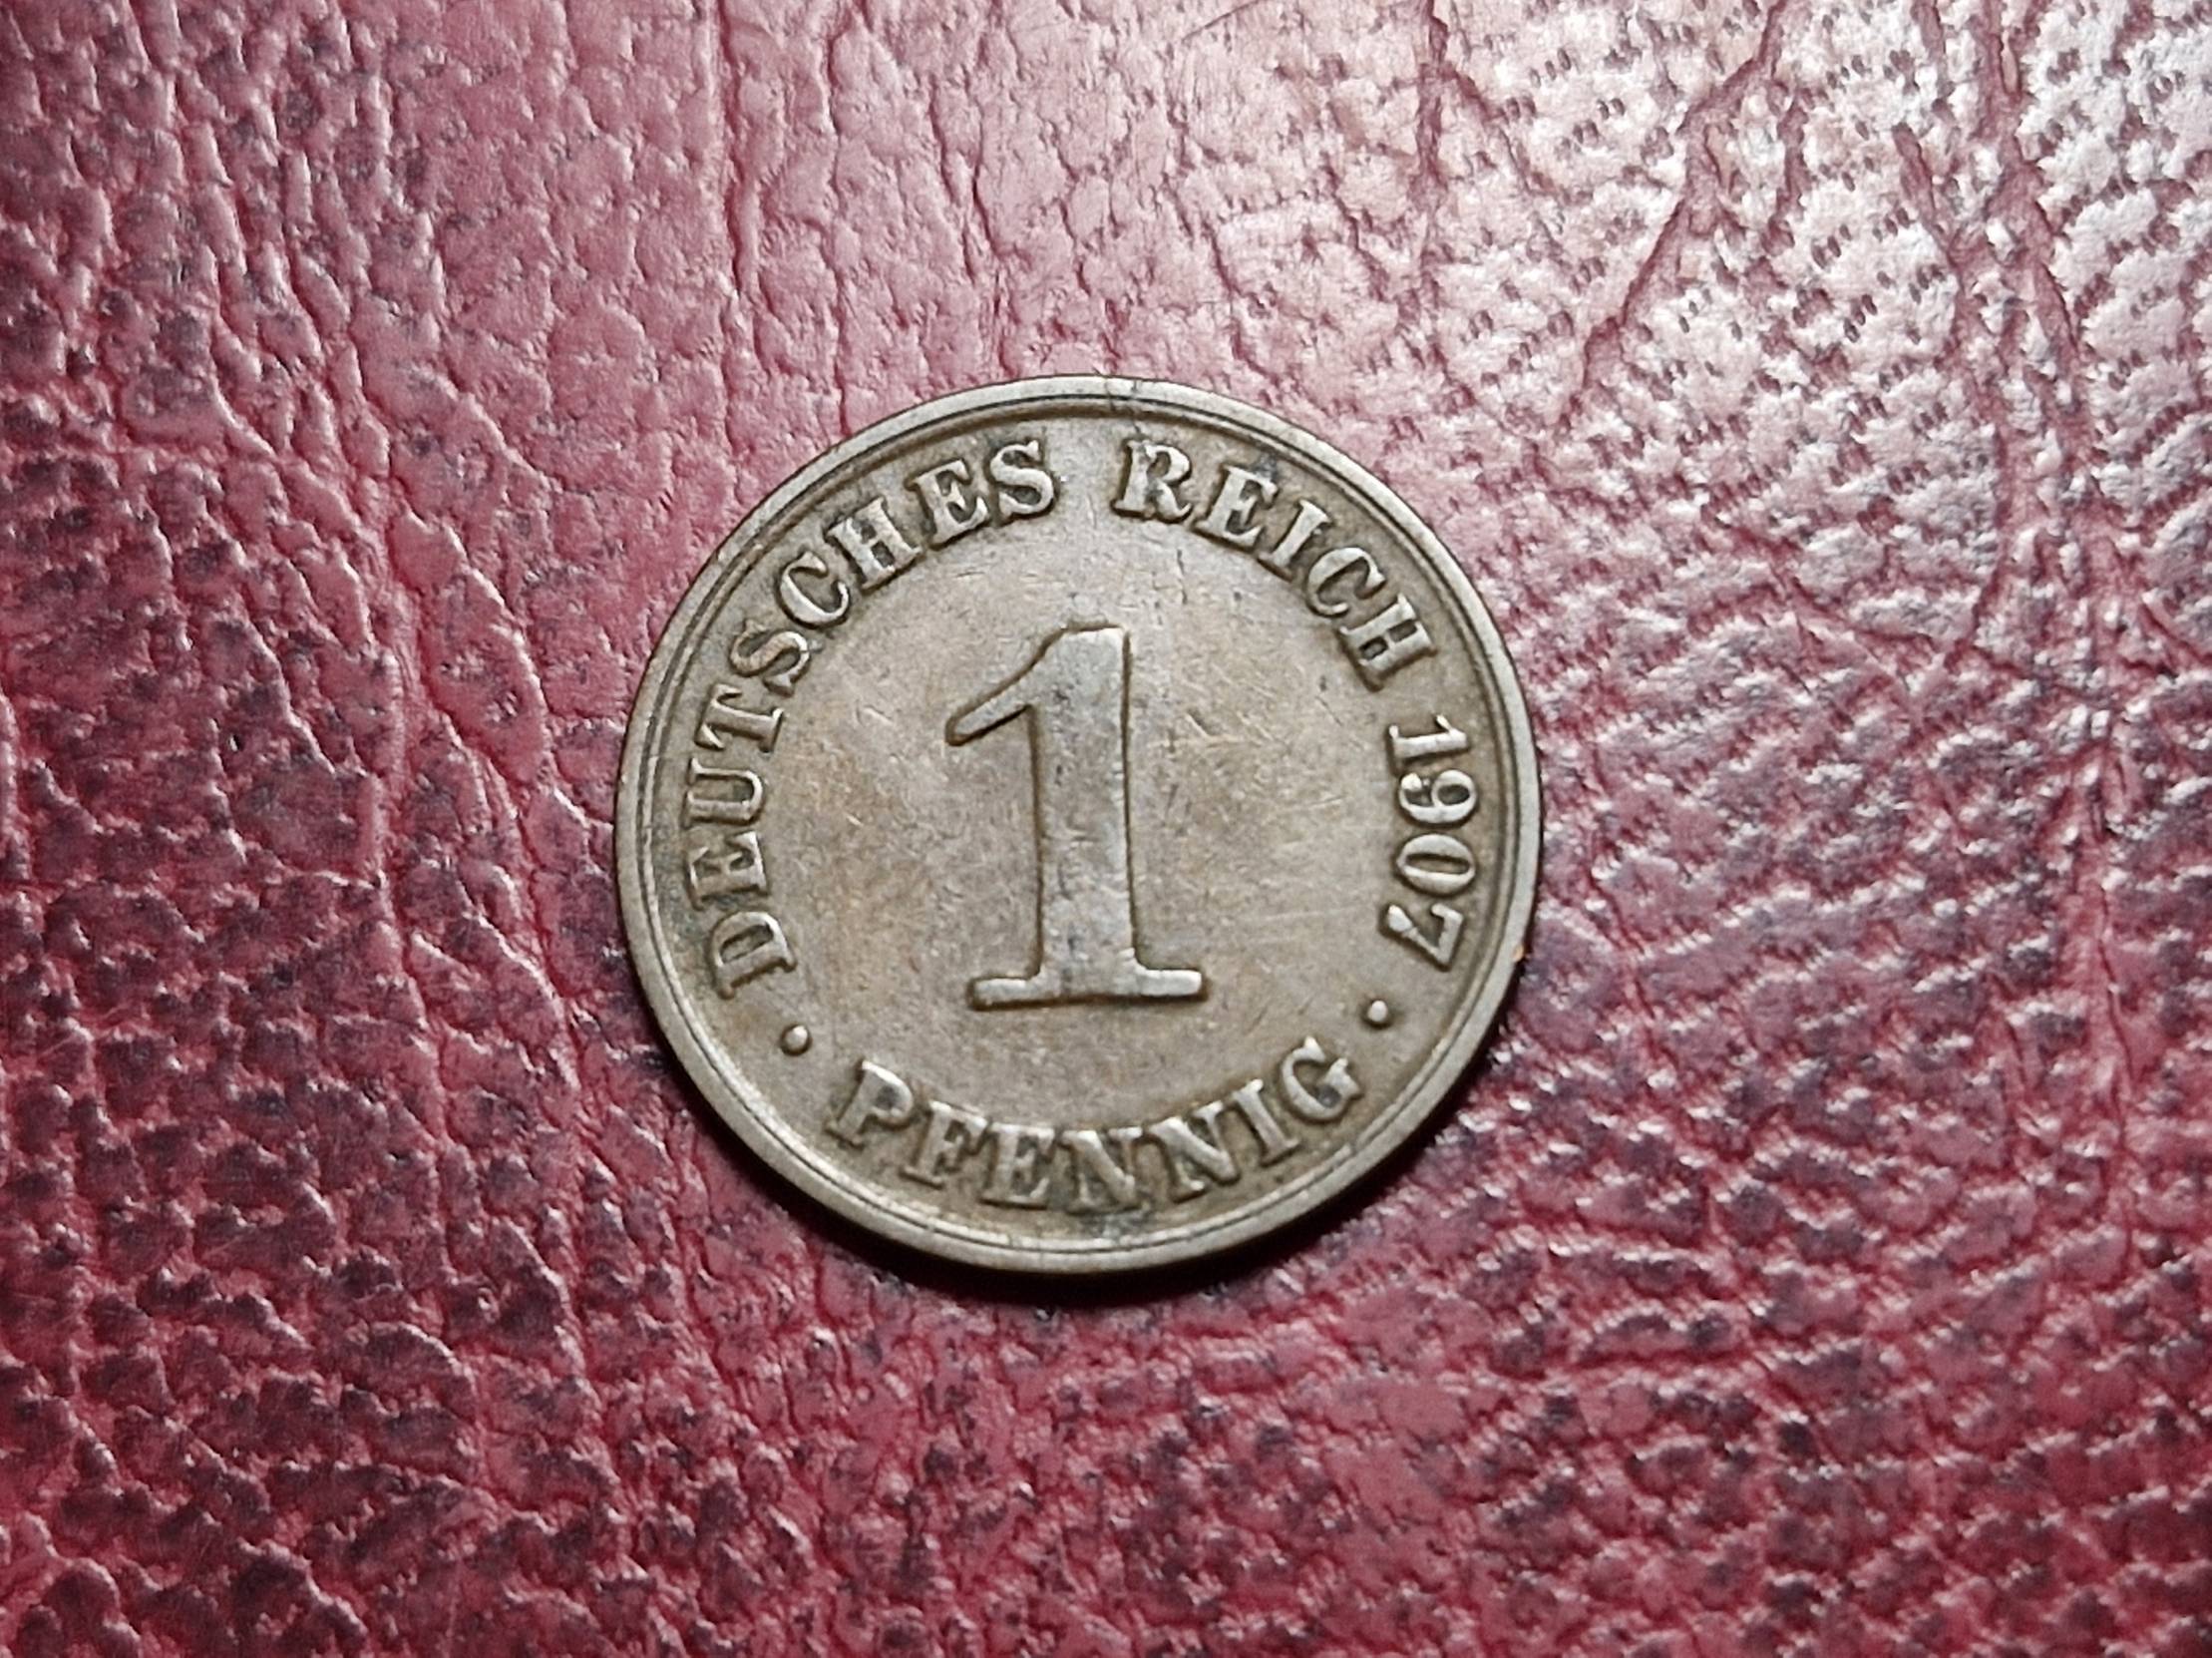 DEUTSCHES REICH 1907
1
· PFENNIG ·